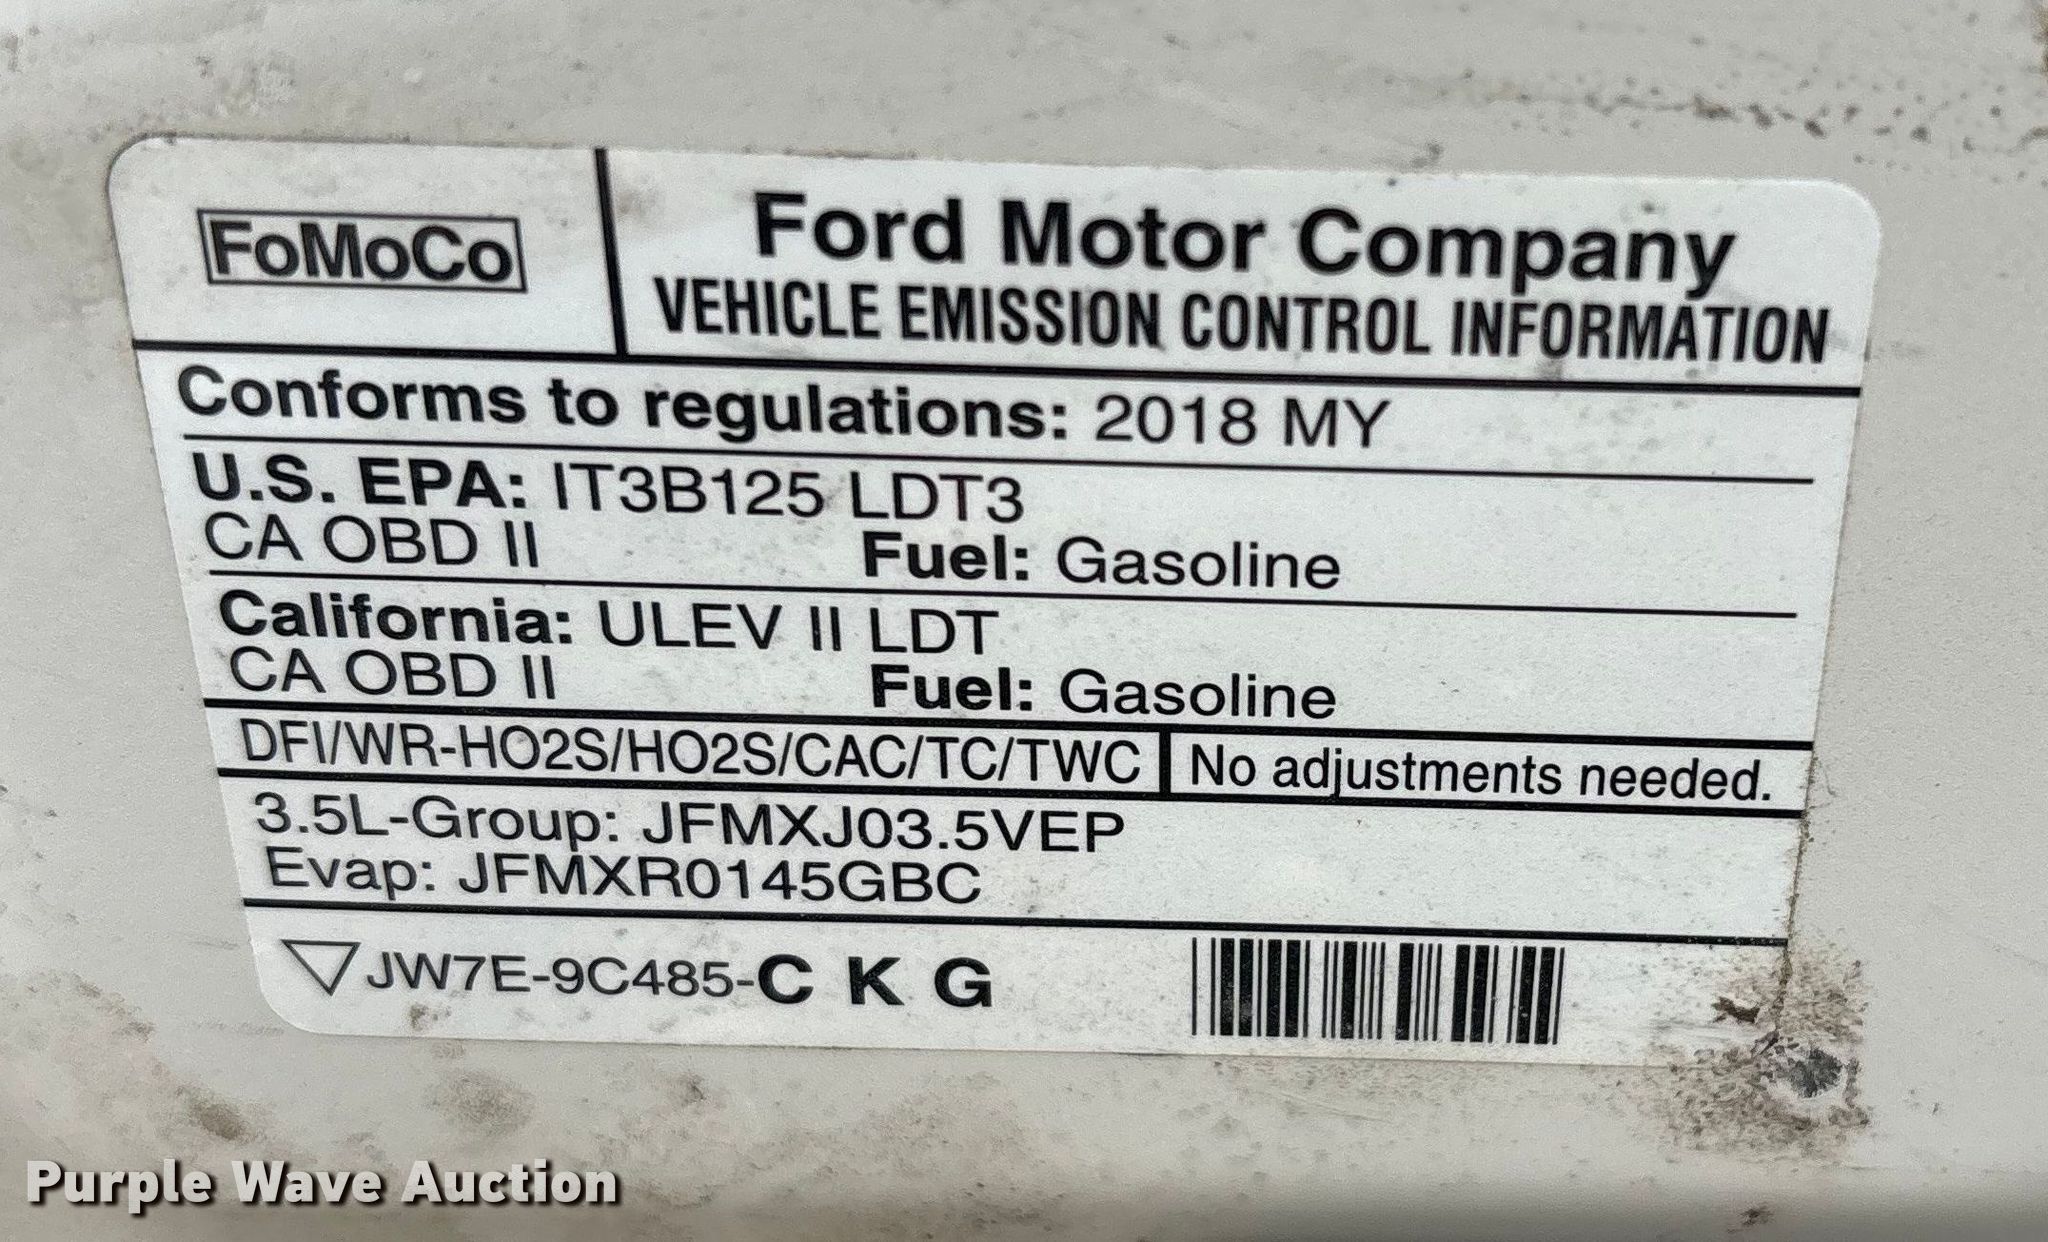 FoMoCo
Ford Motor Company
VEHICLE EMISSION CONTROL INFORMATION
Conforms to regulations: 2018 MY
U.S. EPA: IT3B125 LDT3
CA OBD II Fuel: Gasoline
California: ULEV II LDT
CA OBD II Fuel: Gasoline
DFI/WR-HO2S/HO2S/CAC/TC/TWC No adjustments needed.
3.5L-Group: JFMXJ03.5VEP
Evap: JFMXR0145GBC
JW7E-9C485-C K G
Purple Wave Auction